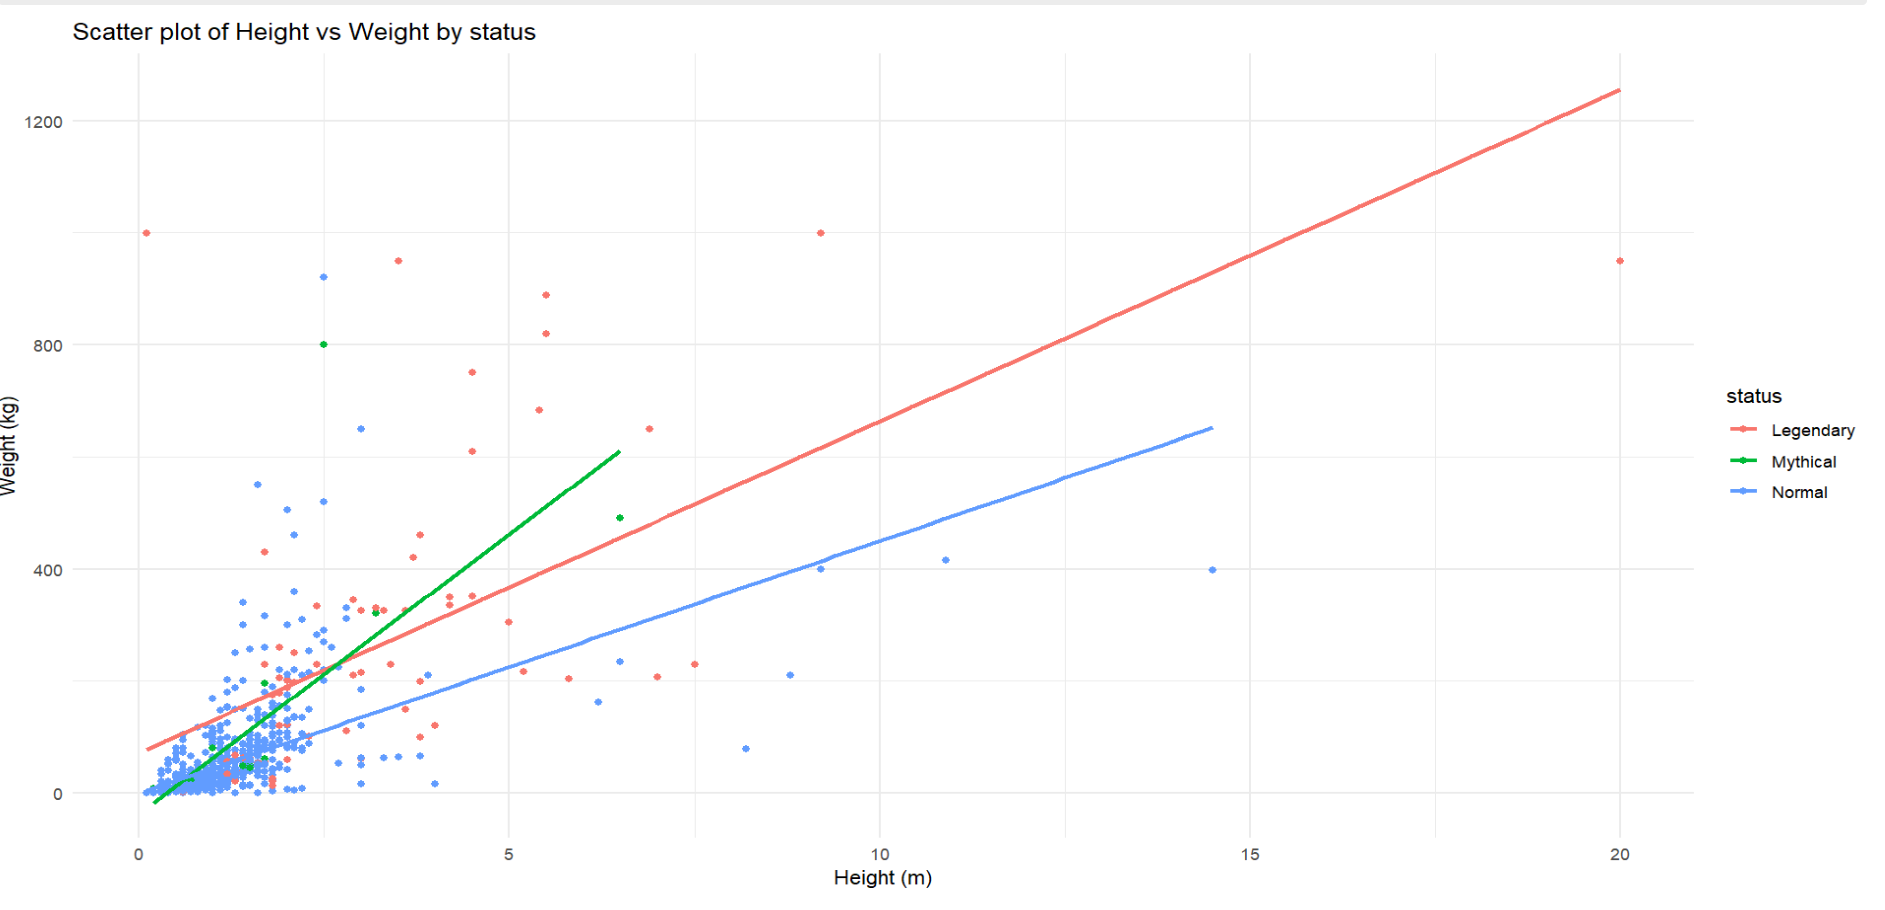 Scatter plot of Height vs Weight by status
1200
800
400
0
Weight (kg)
0 5 10 15 20
Height (m)
status
Legendary
Mythical
Normal